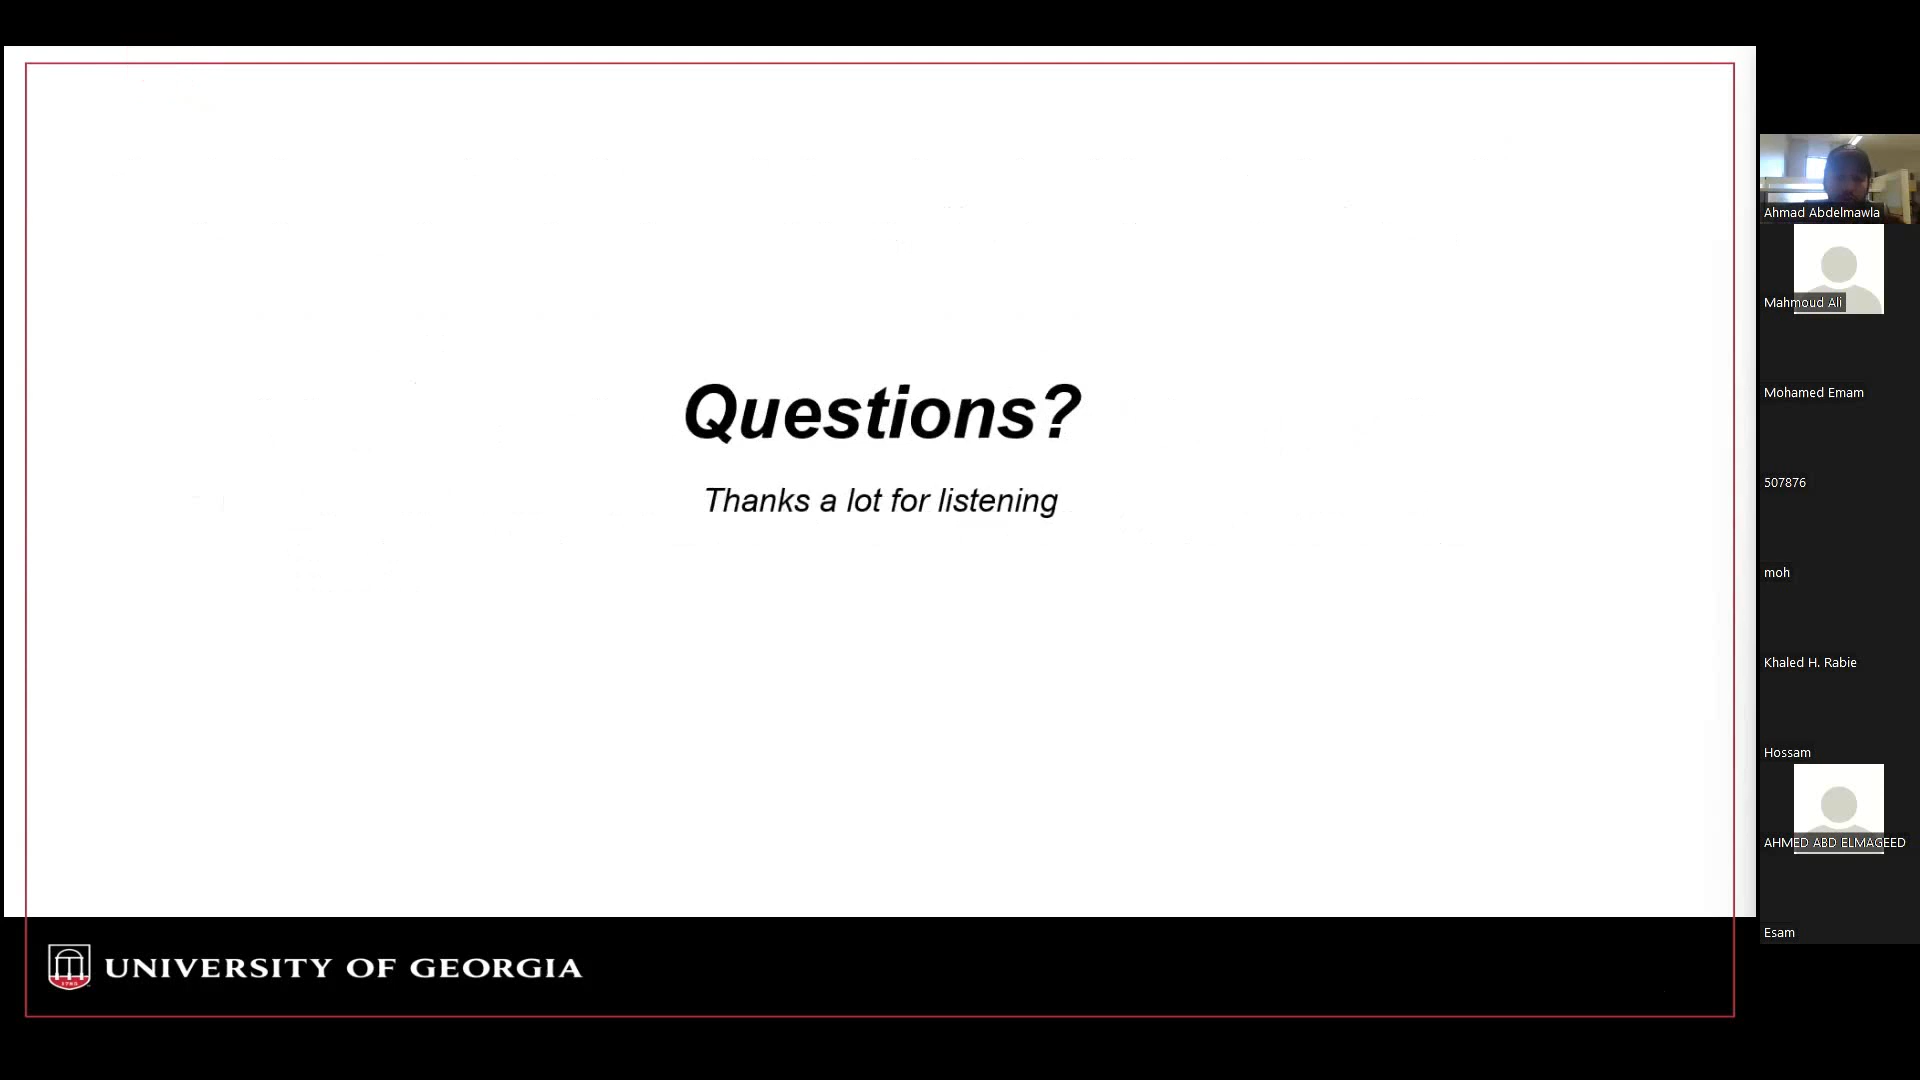 Questions?
Thanks a lot for listening
1785
UNIVERSITY OF GEORGIA
Ahmad Abdelmawla
Mahmoud Ali
Mohamed Emam
507876
moh
Khaled H. Rabie
Hossam
AHMED ABD ELMAGEED
Esam